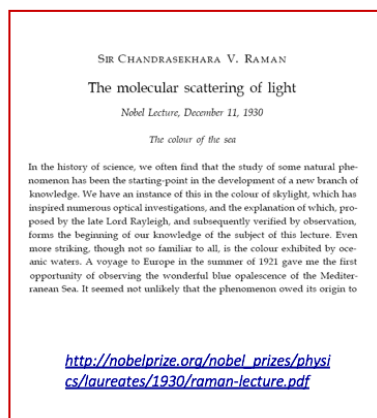 SIR CHANDRASEKHARA V. RAMAN
The molecular scattering of light
Nobel Lecture, December 11, 1930
The colour of the sea
In the history of science, we often find that the study of some natural phe-
nomenon has been the starting-point in the development of a new branch of
knowledge. We have an instance of this in the colour of skylight, which has
inspired numerous optical investigations, and the explanation of which, pro-
posed by the late Lord Rayleigh, and subsequently verified by observation,
forms the beginning of our knowledge of the subject of this lecture. Even
more striking, though not so familiar to all, is the colour exhibited by oce-
anic waters. A voyage to Europe in the summer of 1921 gave me the first
opportunity of observing the wonderful blue opalescence of the Mediter-
ranean Sea. It seemed not unlikely that the phenomenon owed its origin to
http://nobelprize.org/nobel_prizes/physi
cs/laureates/1930/raman-lecture.pdf